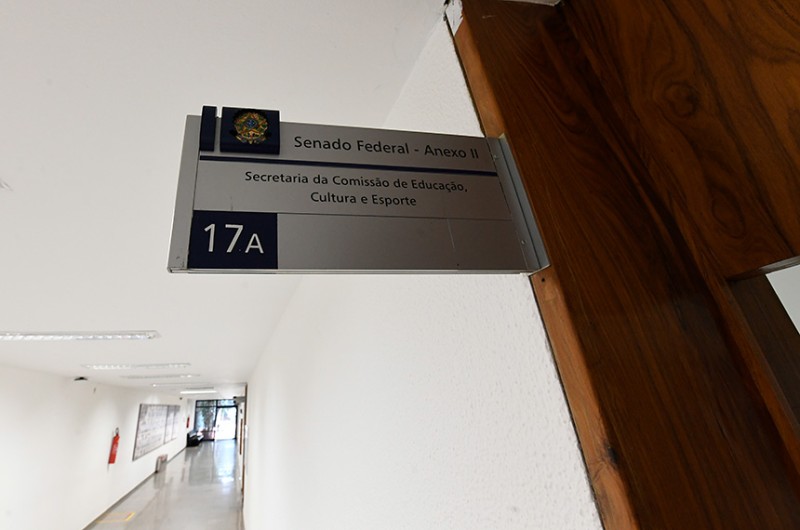 Senado Federal - Anexo II
Secretaria da Comissão de Educação,
Cultura e Esporte
17A